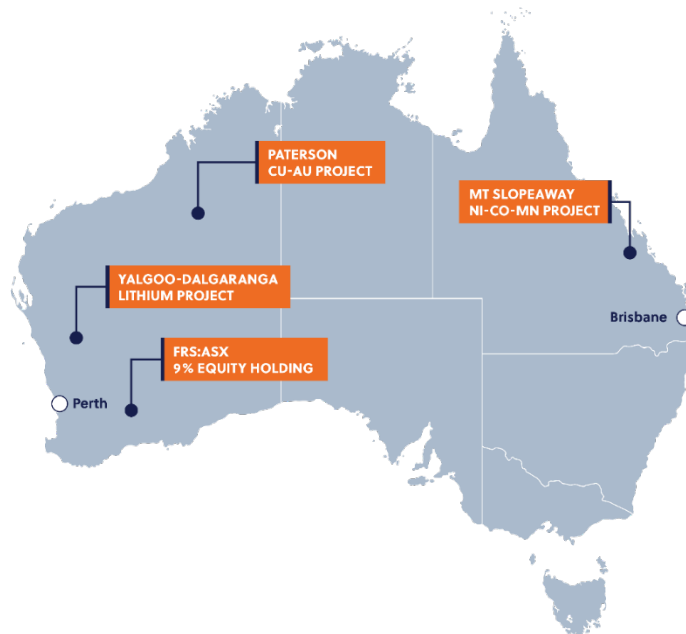 PATERSON
CU-AU PROJECT
MT SLOPEAWAY
NI-CO-MN PROJECT
YALGOO-DALGARANGA
LITHIUM PROJECT
Brisbane
FRS:ASX
9% EQUITY HOLDING
Perth